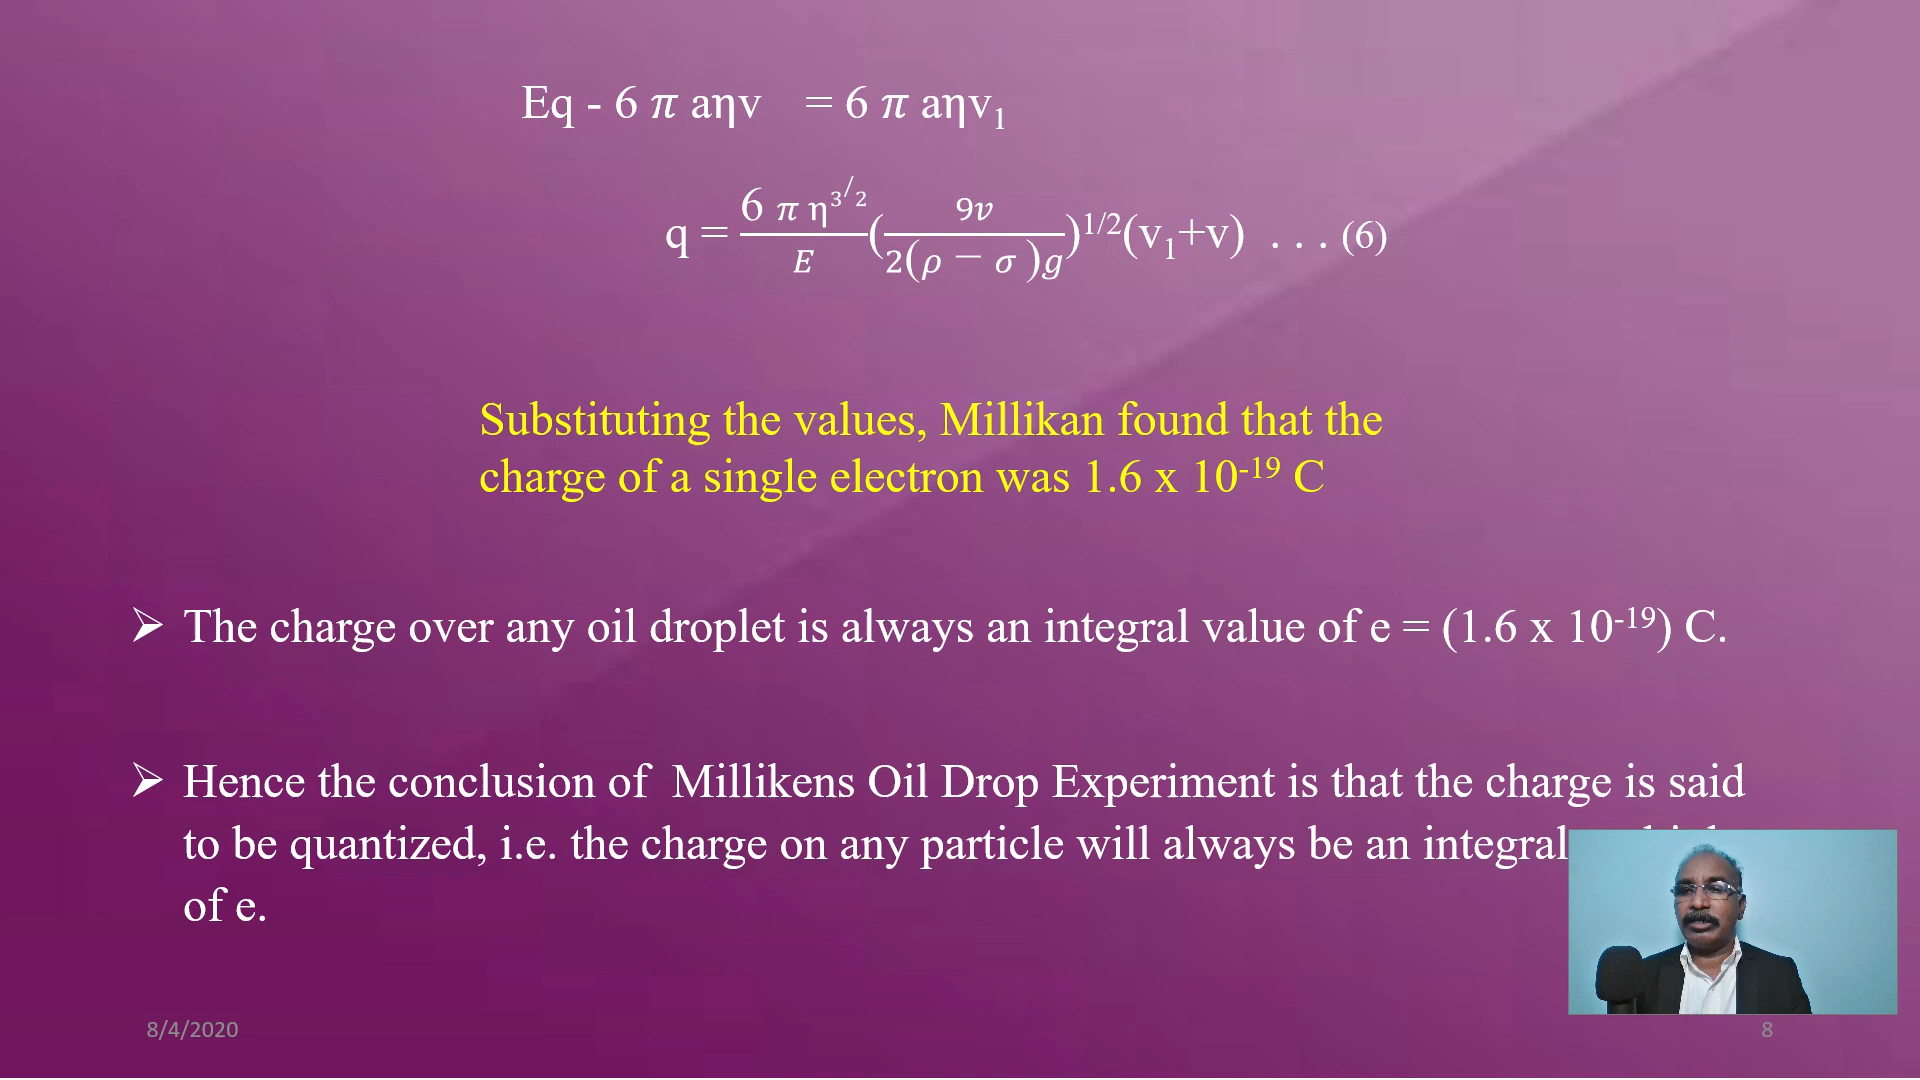 Eq - 6 π aηv = 6 π aηv₁
q = \frac{6 π η^{3/2}}{E}(\frac{9v}{2(ρ − σ)g})^{1/2}(v₁+v) . . . (6)
Substituting the values, Millikan found that the
charge of a single electron was 1.6 x 10⁻¹⁹ C
➢ The charge over any oil droplet is always an integral value of e = (1.6 x 10⁻¹⁹) C.
➢ Hence the conclusion of Millikens Oil Drop Experiment is that the charge is said
to be quantized, i.e. the charge on any particle will always be an integral
of e.
8/4/2020
8